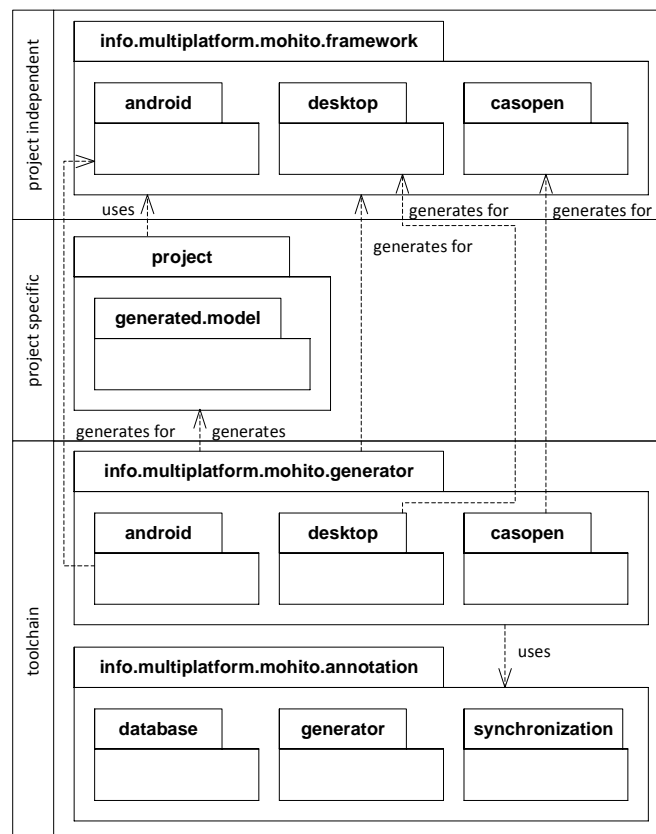 project independent
info.multiplatform.mohito.framework
android
desktop
casopen
uses
generates for
generates for
generates for
project specific
project
generated.model
generates for
generates
toolchain
info.multiplatform.mohito.generator
android
desktop
casopen
uses
info.multiplatform.mohito.annotation
database
generator
synchronization